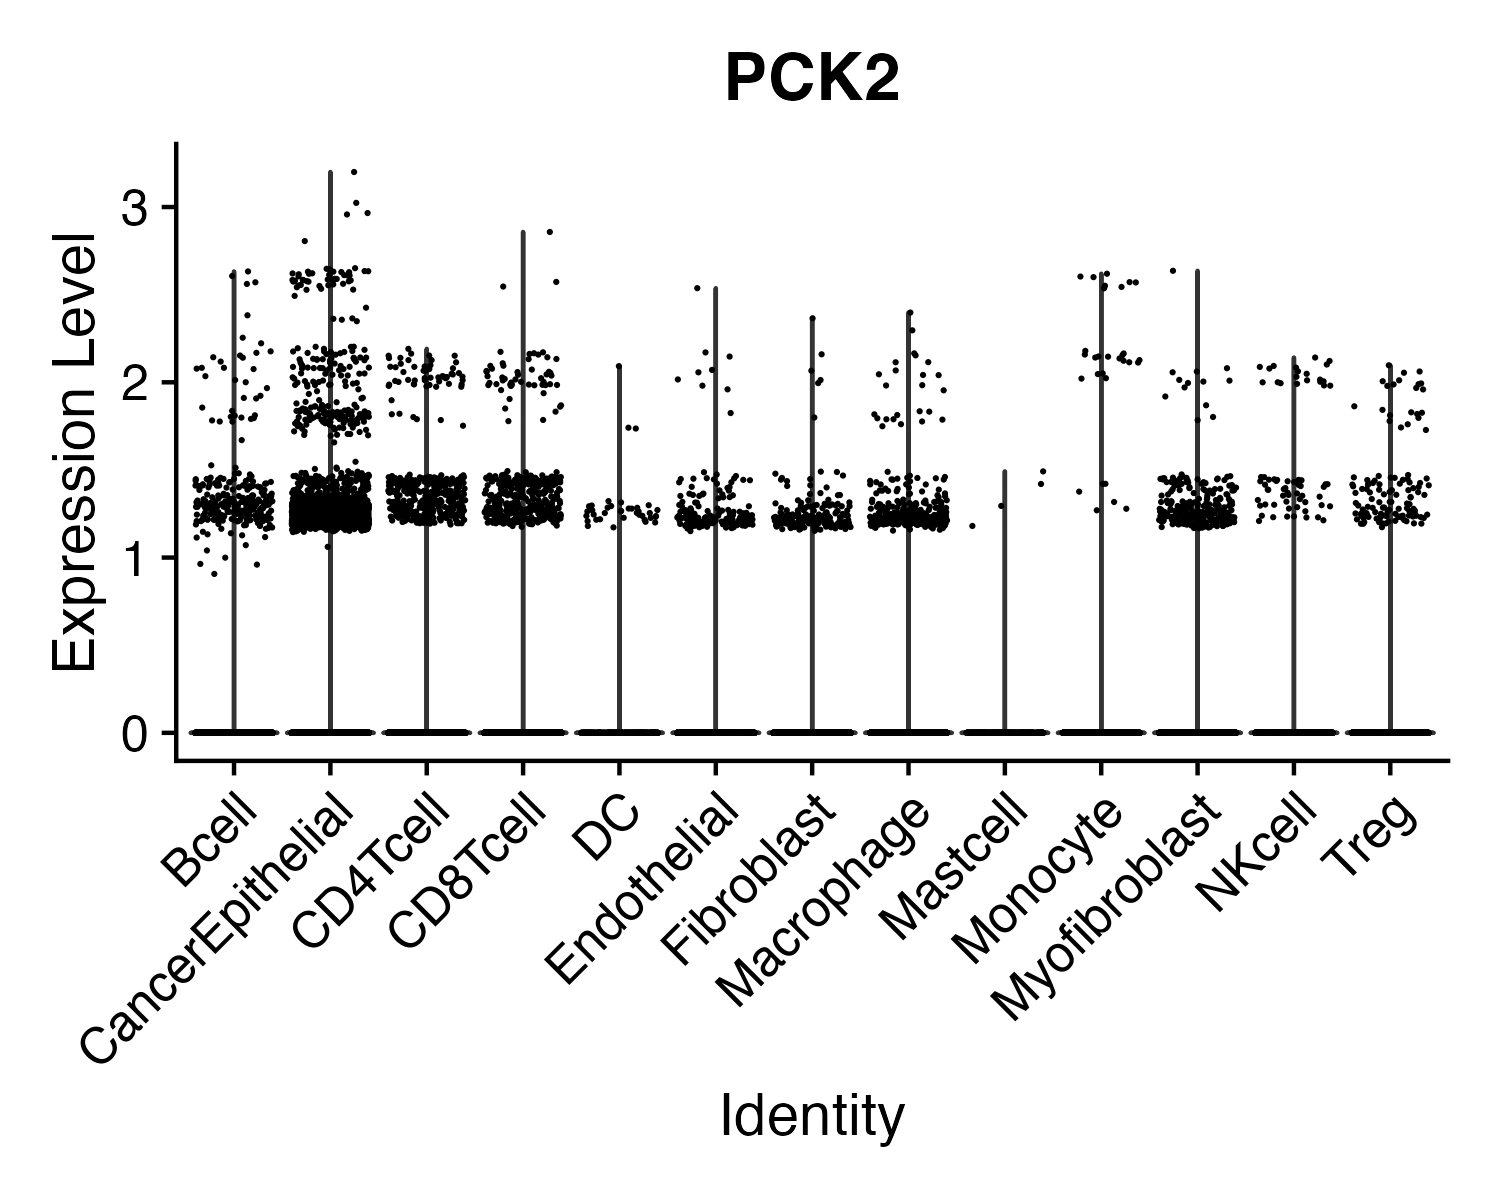 PCK2
Expression Level
3
2
1
0
Bcell
CancerEpithelial
CD4Tcell
CD8Tcell
DC
Endothelial
Fibroblast
Macrophage
Mastcell
Monocyte
Myofibroblast
NKcell
Treg
Identity